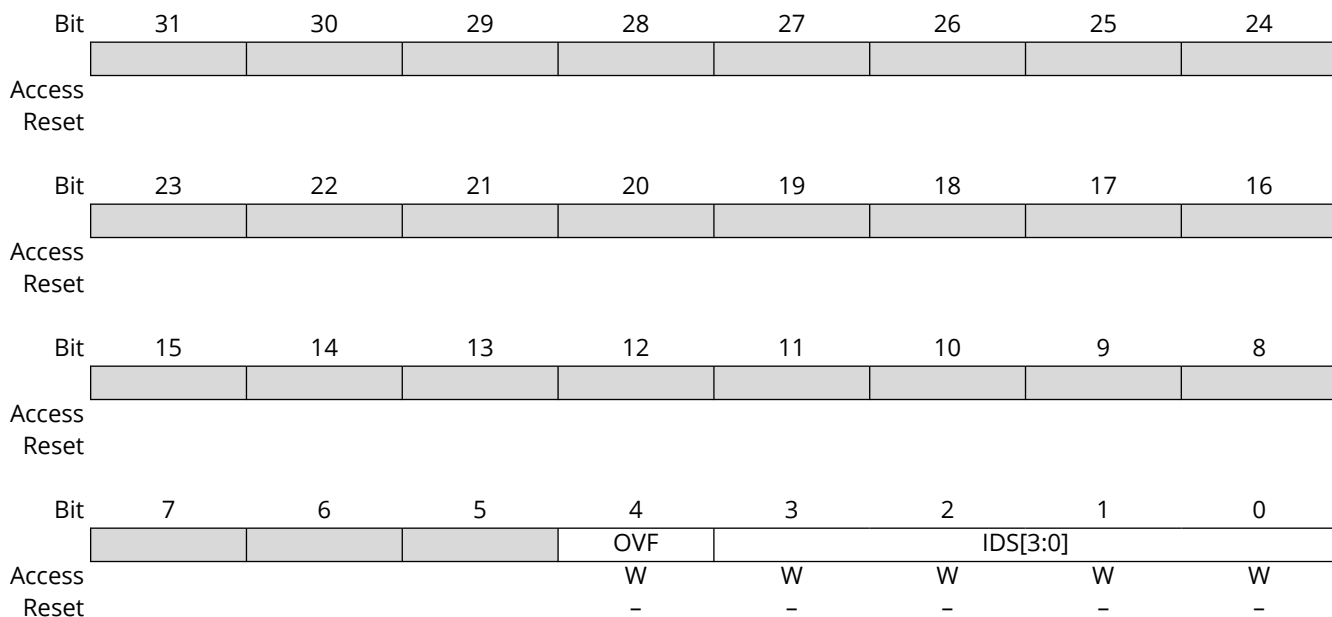 Bit 31 30 29 28 27 26 25 24
Access
Reset
Bit 23 22 21 20 19 18 17 16
Access
Reset
Bit 15 14 13 12 11 10 9 8
Access
Reset
Bit 7 6 5 4 3 2 1 0
OVF IDS[3:0]
Access W W W W W
Reset – – – – –